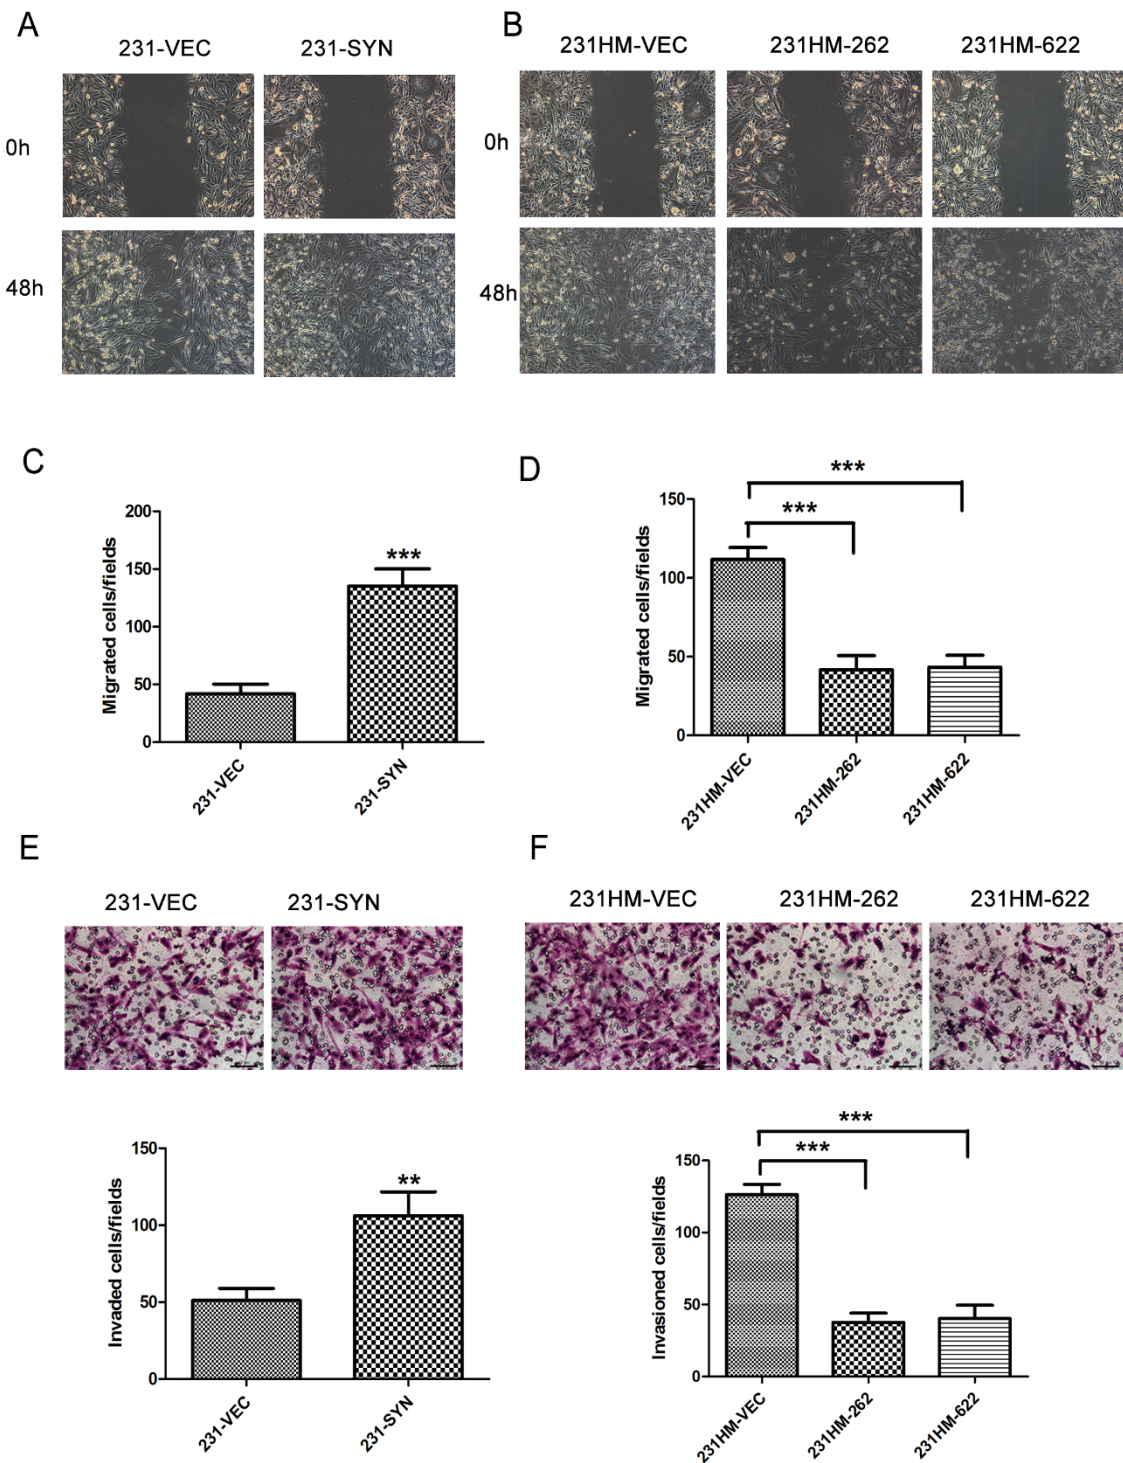 A
231-VEC 231-SYN
0h
48h
B
231HM-VEC 231HM-262 231HM-622
0h
48h
C
Migrated cells/fields
200
150
100
50
0
***
231-VEC
231-SYN
D
Migrated cells/fields
150
100
50
0
***
***
231HM-VEC
231HM-262
231HM-622
E
231-VEC 231-SYN
Invaded cells/fields
150
100
50
0
**
231-VEC
231-SYN
F
231HM-VEC 231HM-262 231HM-622
Invasioned cells/fields
150
100
50
0
***
***
231HM-VEC
231HM-262
231HM-622